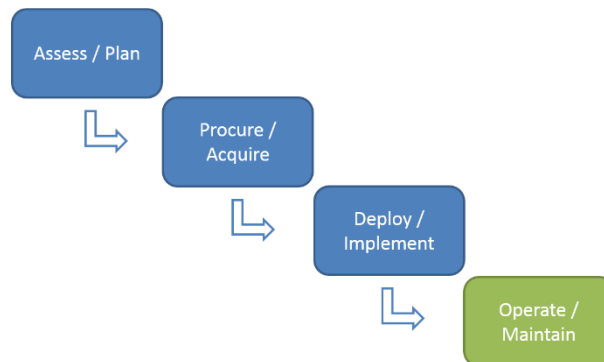 Assess / Plan
Procure /
Acquire
Deploy /
Implement
Operate /
Maintain